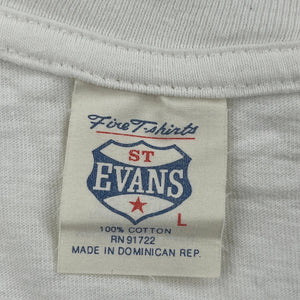 Fine T-shirts
ST
EVANS
L
100% COTTON
RN 91722
MADE IN DOMINICAN REP.